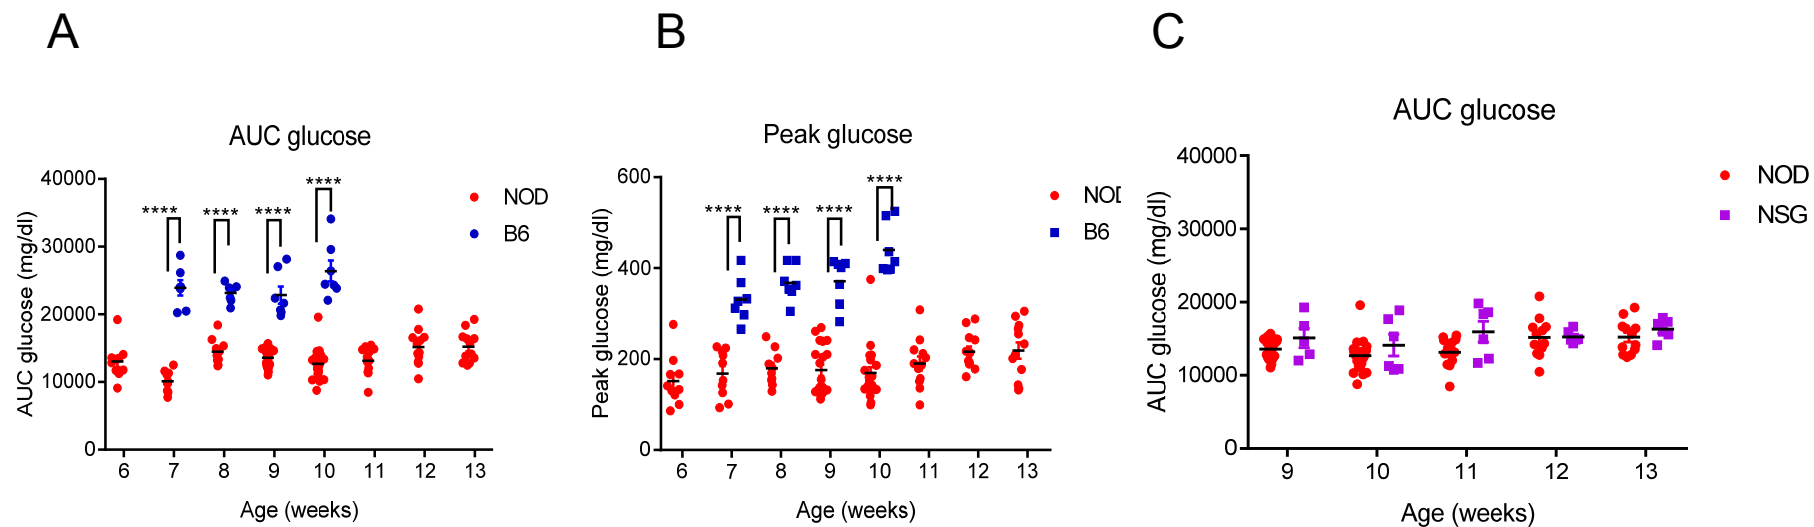 A
AUC glucose
AUC glucose (mg/dl)
40000
30000
20000
10000
0
****
****
****
****
NOD
B6
6 7 8 9 10 11 12 13
Age (weeks)
B
Peak glucose
Peak glucose (mg/dl)
600
400
200
0
****
****
****
****
NOD
B6
6 7 8 9 10 11 12 13
Age (weeks)
C
AUC glucose
AUC glucose (mg/dl)
40000
30000
20000
10000
0
NOD
NSG
9 10 11 12 13
Age (weeks)